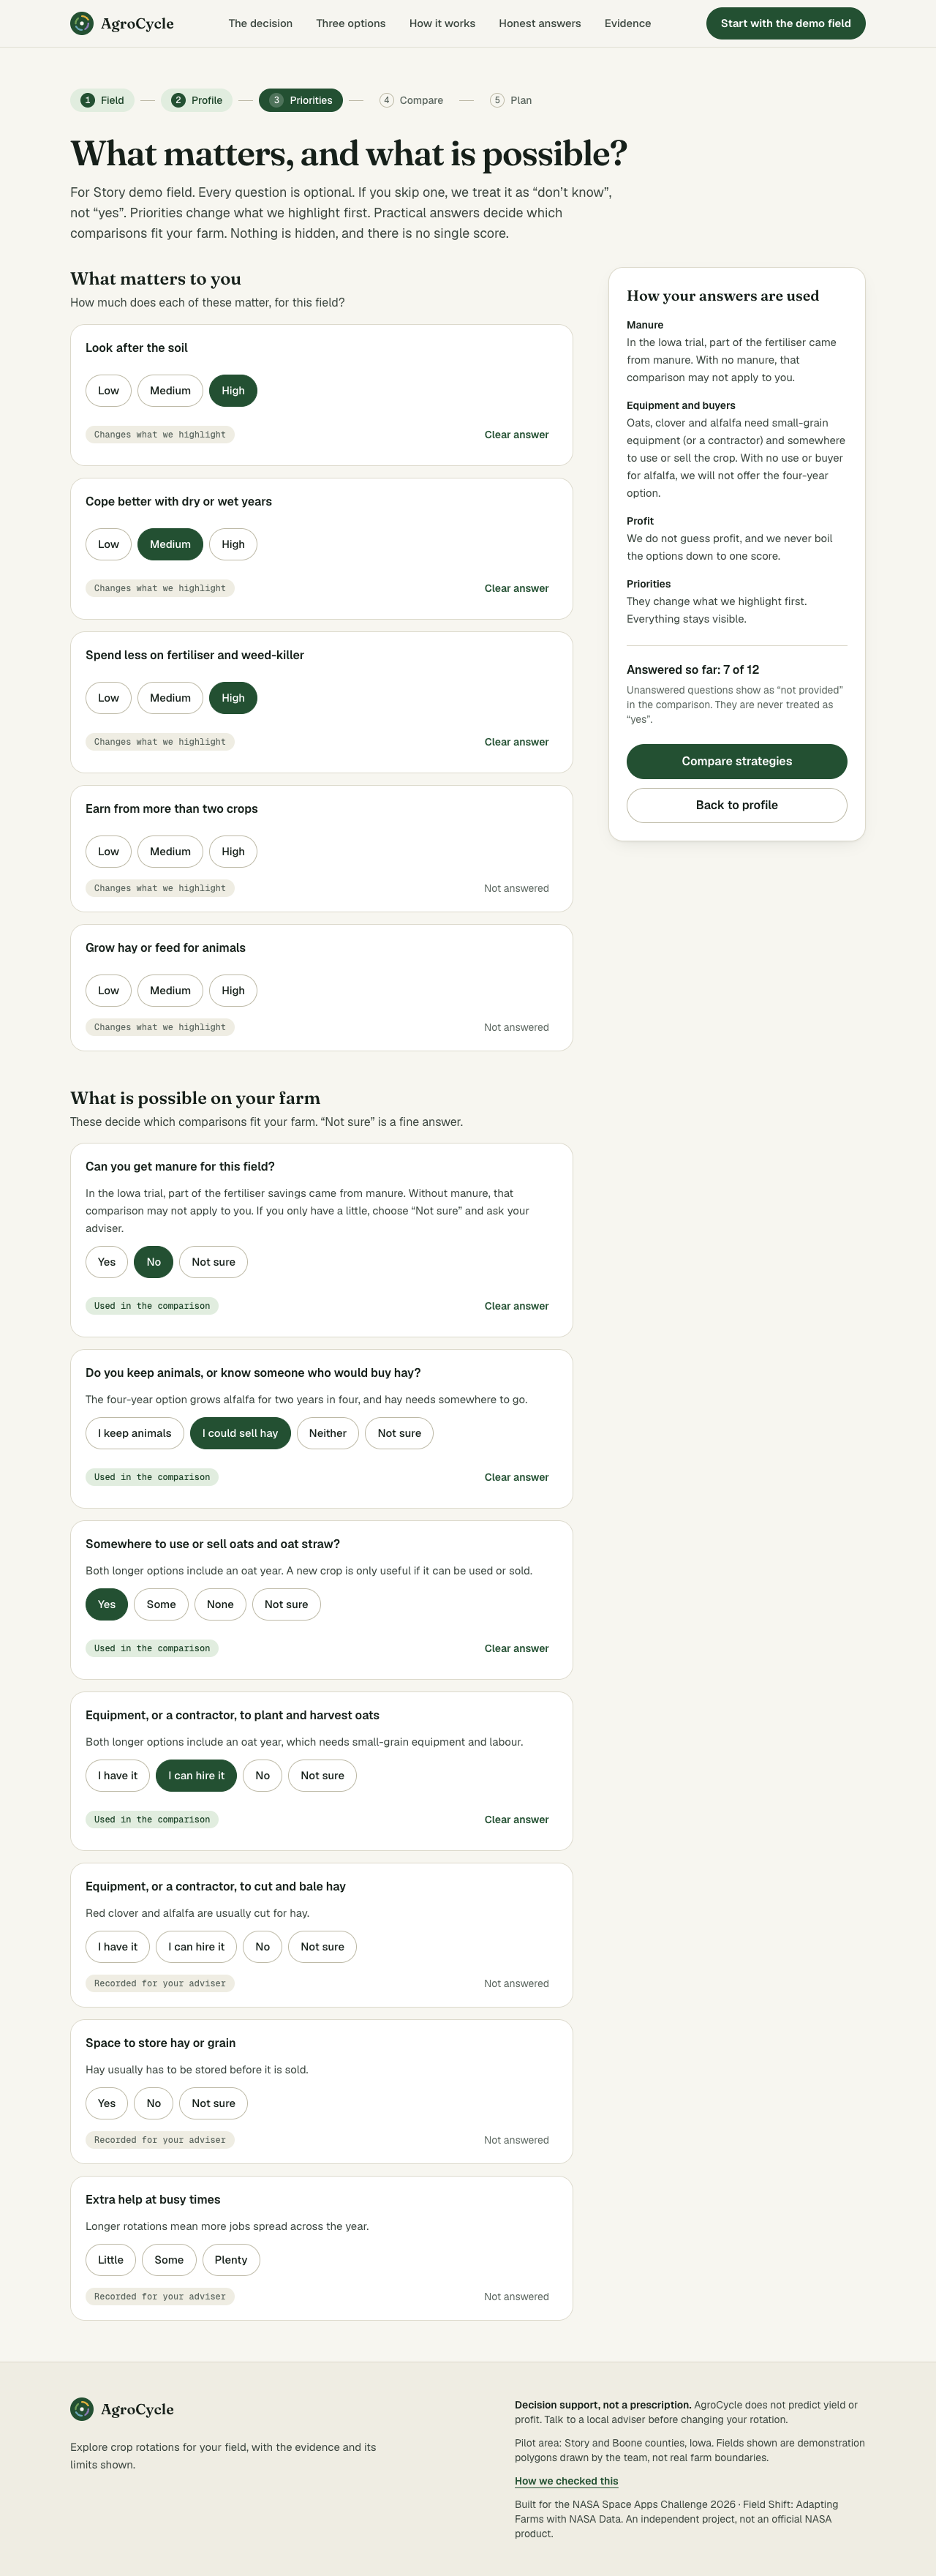 AgroCycle
The decision
Three options
How it works
Honest answers
Evidence
Start with the demo field
1 Field
2 Profile
3 Priorities
4 Compare
5 Plan
What matters, and what is possible?
For Story demo field. Every question is optional. If you skip one, we treat it as “don’t know”,
not “yes”. Priorities change what we highlight first. Practical answers decide which
comparisons fit your farm. Nothing is hidden, and there is no single score.
What matters to you
How much does each of these matter, for this field?
Look after the soil
Low Medium High
Changes what we highlight
Clear answer
Cope better with dry or wet years
Low Medium High
Changes what we highlight
Clear answer
Spend less on fertiliser and weed-killer
Low Medium High
Changes what we highlight
Clear answer
Earn from more than two crops
Low Medium High
Changes what we highlight
Not answered
Grow hay or feed for animals
Low Medium High
Changes what we highlight
Not answered
How your answers are used
Manure
In the Iowa trial, part of the fertiliser came
from manure. With no manure, that
comparison may not apply to you.
Equipment and buyers
Oats, clover and alfalfa need small-grain
equipment (or a contractor) and somewhere
to use or sell the crop. With no use or buyer
for alfalfa, we will not offer the four-year
option.
Profit
We do not guess profit, and we never boil
the options down to one score.
Priorities
They change what we highlight first.
Everything stays visible.
Answered so far: 7 of 12
Unanswered questions show as “not provided”
in the comparison. They are never treated as
“yes”.
Compare strategies
Back to profile
What is possible on your farm
These decide which comparisons fit your farm. “Not sure” is a fine answer.
Can you get manure for this field?
In the Iowa trial, part of the fertiliser savings came from manure. Without manure, that
comparison may not apply to you. If you only have a little, choose “Not sure” and ask your
adviser.
Yes No Not sure
Used in the comparison
Clear answer
Do you keep animals, or know someone who would buy hay?
The four-year option grows alfalfa for two years in four, and hay needs somewhere to go.
I keep animals I could sell hay Neither Not sure
Used in the comparison
Clear answer
Somewhere to use or sell oats and oat straw?
Both longer options include an oat year. A new crop is only useful if it can be used or sold.
Yes Some None Not sure
Used in the comparison
Clear answer
Equipment, or a contractor, to plant and harvest oats
Both longer options include an oat year, which needs small-grain equipment and labour.
I have it I can hire it No Not sure
Used in the comparison
Clear answer
Equipment, or a contractor, to cut and bale hay
Red clover and alfalfa are usually cut for hay.
I have it I can hire it No Not sure
Recorded for your adviser
Not answered
Space to store hay or grain
Hay usually has to be stored before it is sold.
Yes No Not sure
Recorded for your adviser
Not answered
Extra help at busy times
Longer rotations mean more jobs spread across the year.
Little Some Plenty
Recorded for your adviser
Not answered
AgroCycle
Explore crop rotations for your field, with the evidence and its
limits shown.
Decision support, not a prescription. AgroCycle does not predict yield or
profit. Talk to a local adviser before changing your rotation.
Pilot area: Story and Boone counties, Iowa. Fields shown are demonstration
polygons drawn by the team, not real farm boundaries.
How we checked this
Built for the NASA Space Apps Challenge 2026 · Field Shift: Adapting
Farms with NASA Data. An independent project, not an official NASA
product.